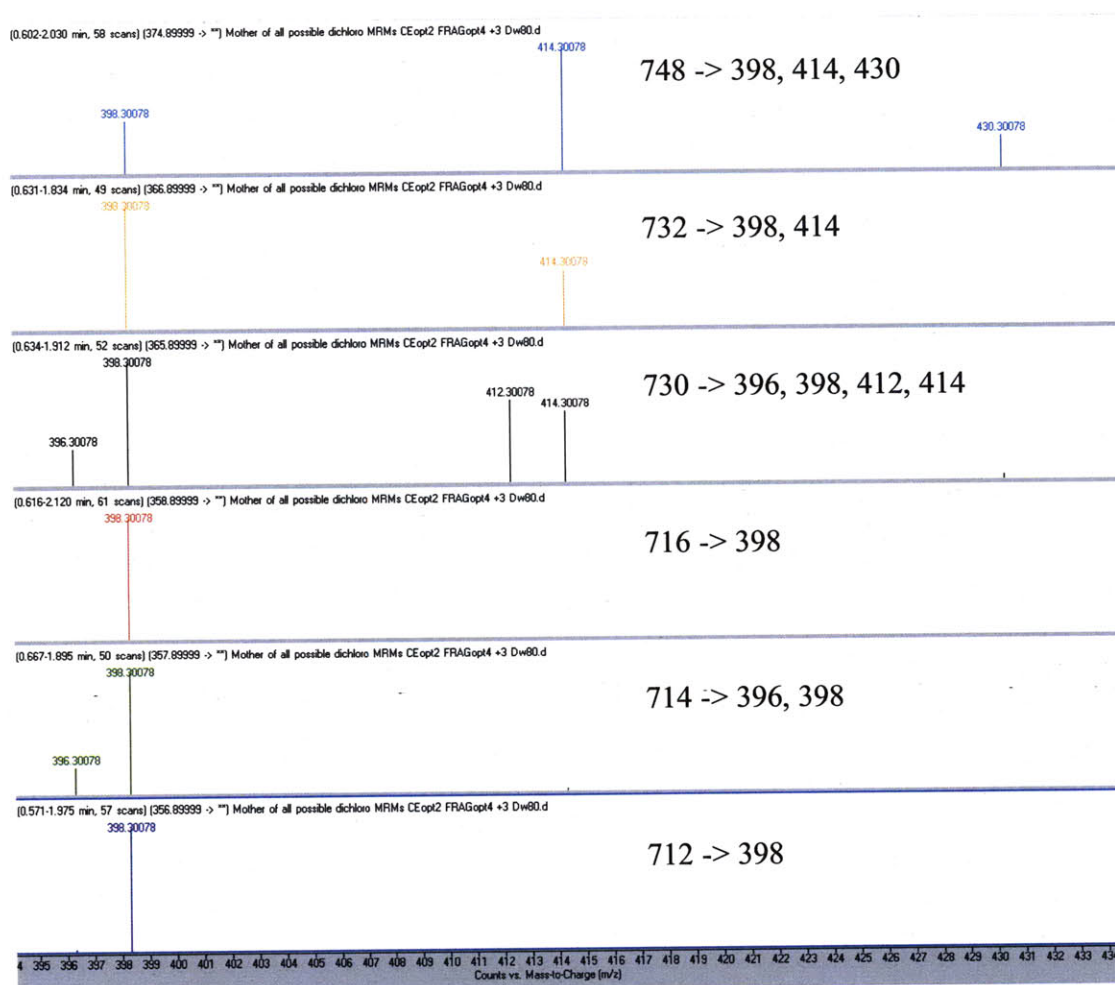 (0.602-2.030 min, 58 scans) (374.89999 -> "") Mother of all possible dichloro MRMs CEopt2 FRAGopt4 +3 Dw80.d
414.30078
748 -> 398, 414, 430
398.30078
430.30078
(0.631-1.834 min, 49 scans) (366.89999 -> "") Mother of all possible dichloro MRMs CEopt2 FRAGopt4 +3 Dw80.d
398.30078
732 -> 398, 414
414.30078
(0.634-1.912 min, 52 scans) (365.89999 -> "") Mother of all possible dichloro MRMs CEopt2 FRAGopt4 +3 Dw80.d
398.30078
730 -> 396, 398, 412, 414
412.30078
414.30078
396.30078
(0.616-2.120 min, 61 scans) (358.89999 -> "") Mother of all possible dichloro MRMs CEopt2 FRAGopt4 +3 Dw80.d
398.30078
716 -> 398
(0.667-1.895 min, 50 scans) (357.89999 -> "") Mother of all possible dichloro MRMs CEopt2 FRAGopt4 +3 Dw80.d
398.30078
714 -> 396, 398
396.30078
(0.571-1.975 min, 57 scans) (356.89999 -> "") Mother of all possible dichloro MRMs CEopt2 FRAGopt4 +3 Dw80.d
398.30078
712 -> 398
4 395 396 397 398 399 400 401 402 403 404 405 406 407 408 409 410 411 412 413 414 415 416 417 418 419 420 421 422 423 424 425 426 427 428 429 430 431 432 433 434
Counts vs. Mass-to-Charge (m/z)